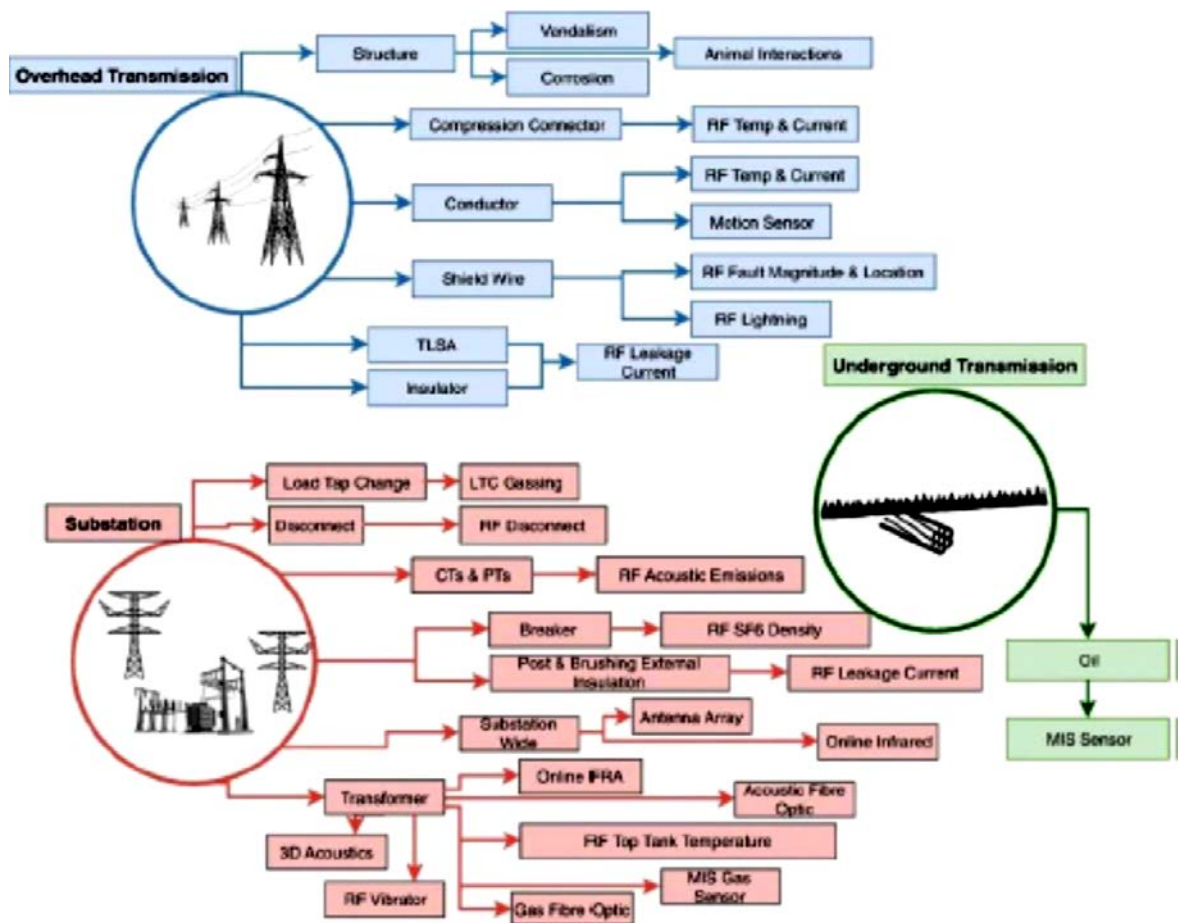 Overhead Transmission
Structure
Vandalism
Animal Interactions
Corrosion
Compression Connector
RF Temp & Current
Conductor
RF Temp & Current
Motion Sensor
Shield Wire
RF Fault Magnitude & Location
RF Lightning
TLSA
Insulator
RF Leakage
Current
Underground Transmission
Oil
MIS Sensor
Substation
Load Tap Change
LTC Gassing
Disconnect
RF Disconnect
CTs & PTs
RF Acoustic Emissions
Breaker
RF SF6 Density
Post & Brushing External
Insulation
RF Leakage Current
Substation
Wide
Antenna Array
Online Infrared
Transformer
Online IFRA
Acoustic Fibre
Optic
3D Acoustics
RF Top Tank Temperature
RF Vibrator
MIS Gas
Sensor
Gas Fibre Optic